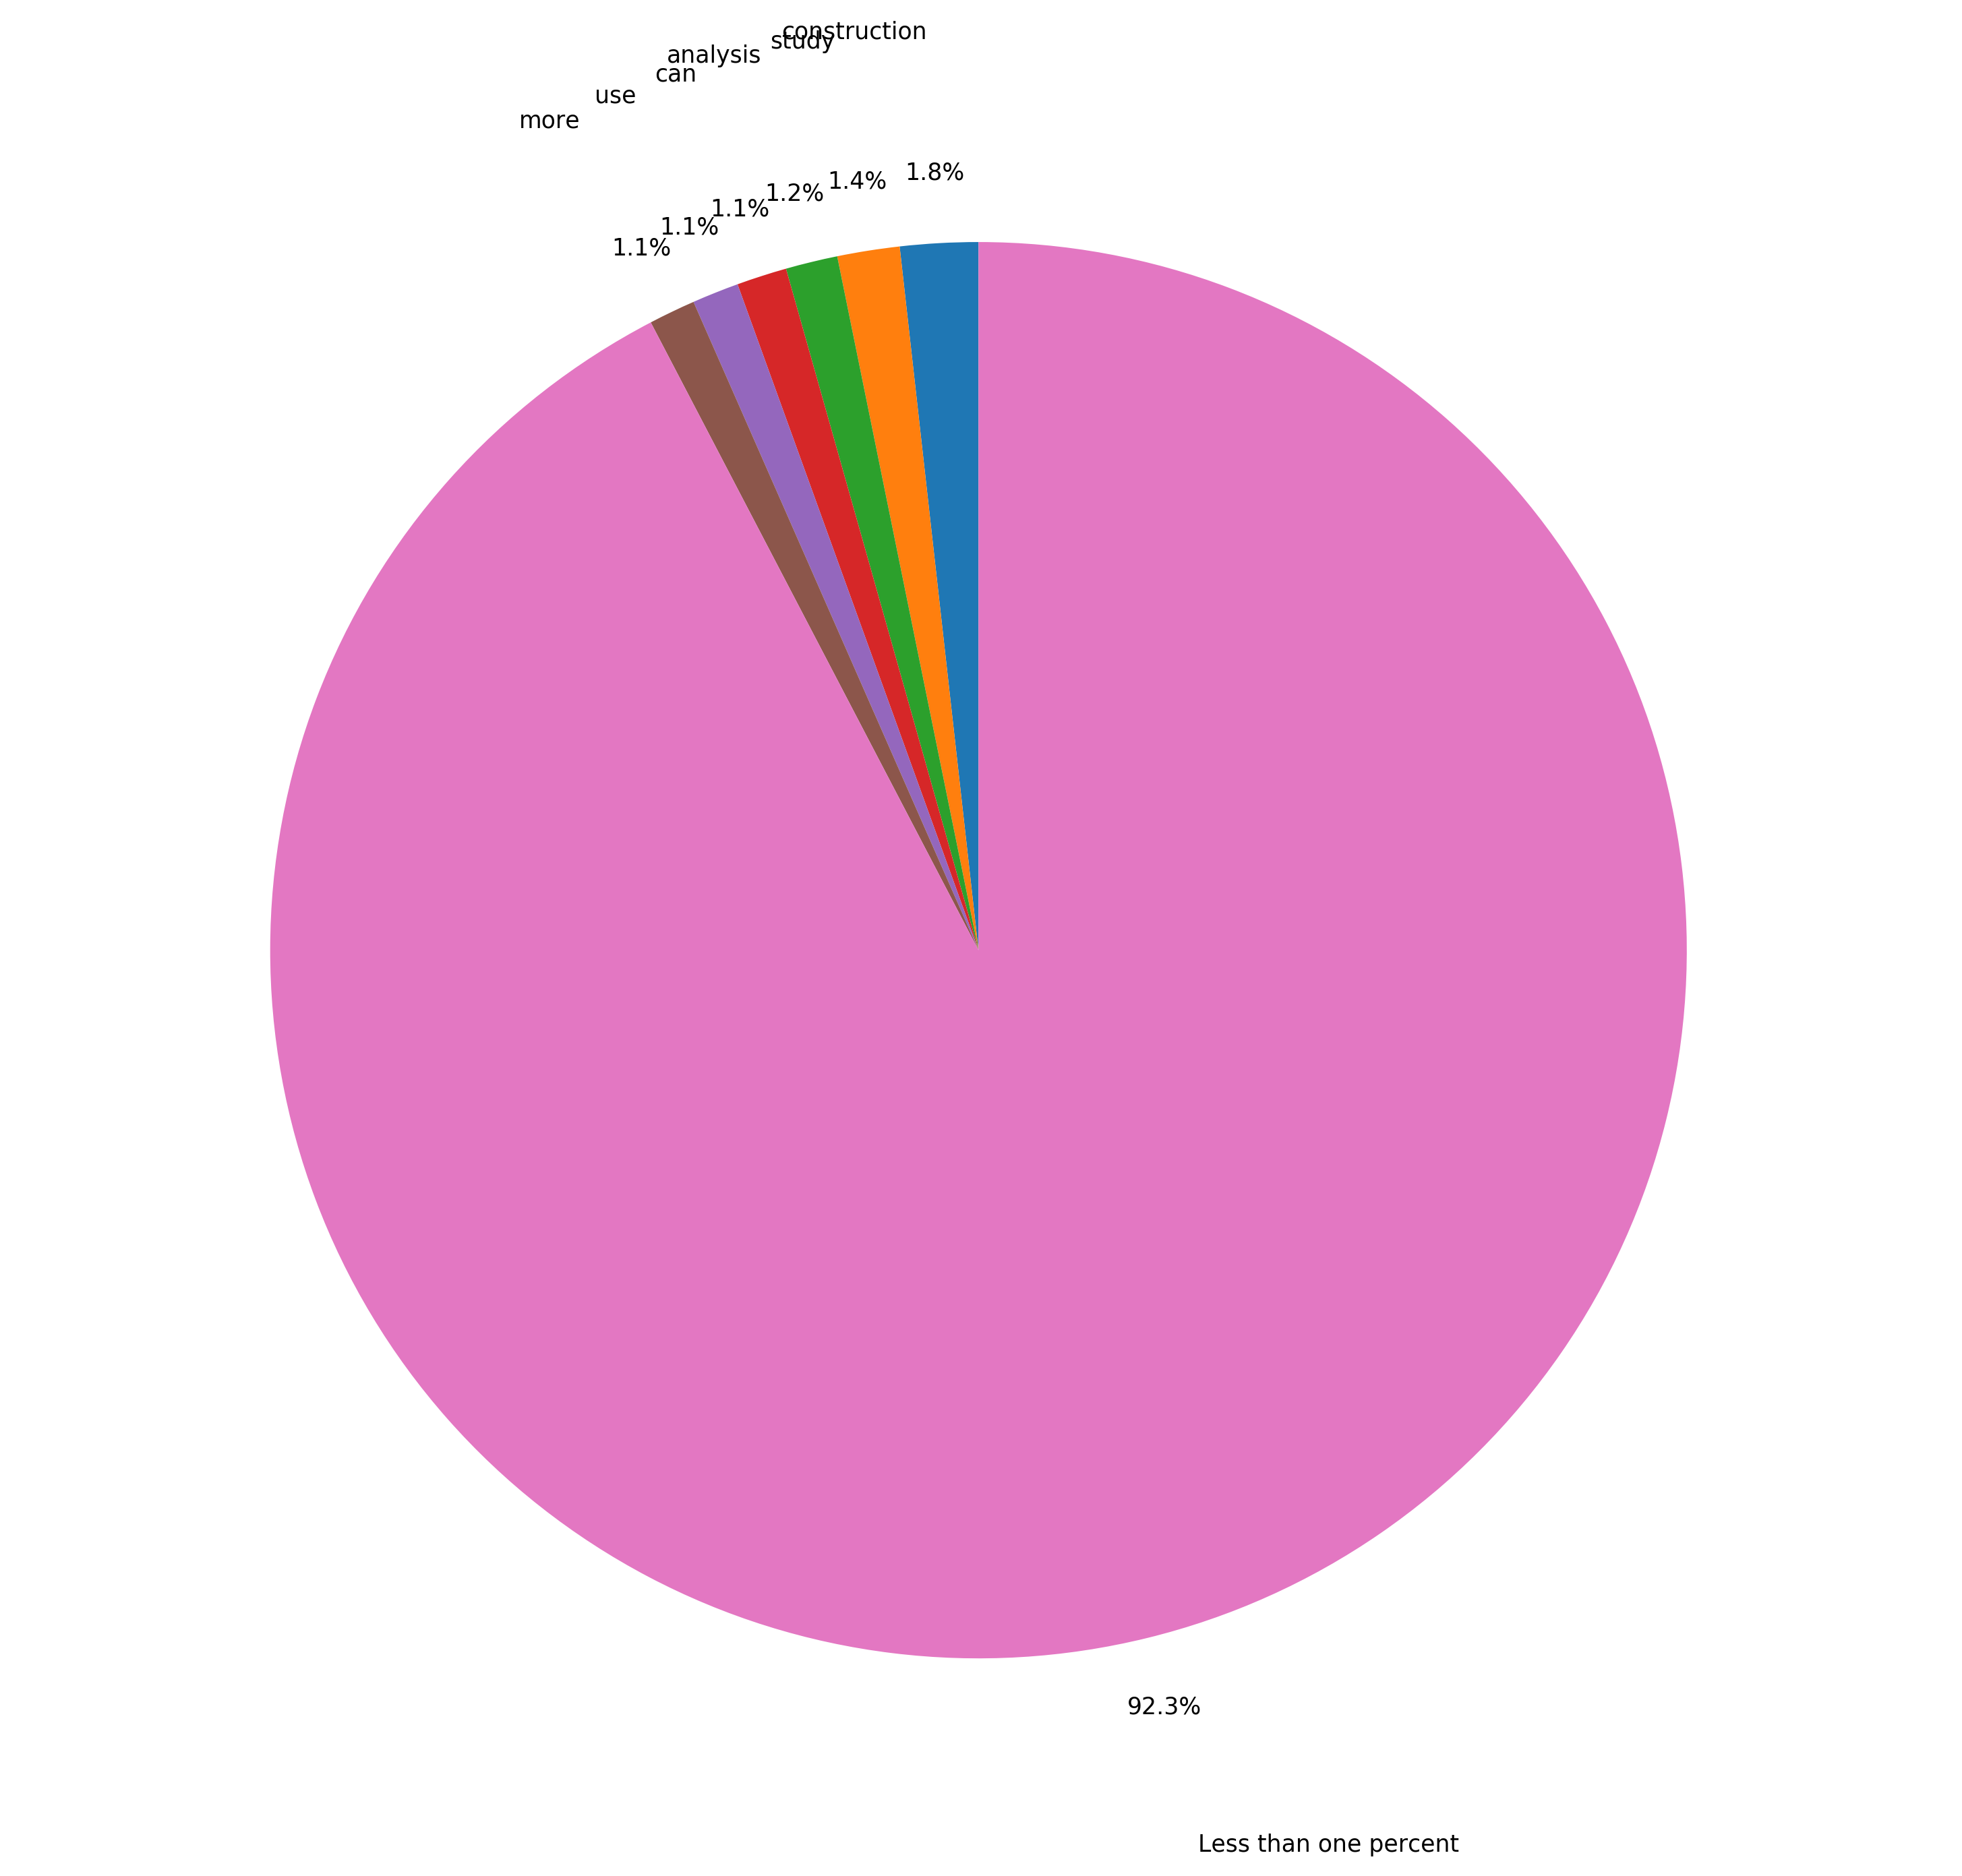 construction
study
analysis
can
use
more
1.8%
1.4%
1.2%
1.1%
1.1%
1.1%
92.3%
Less than one percent